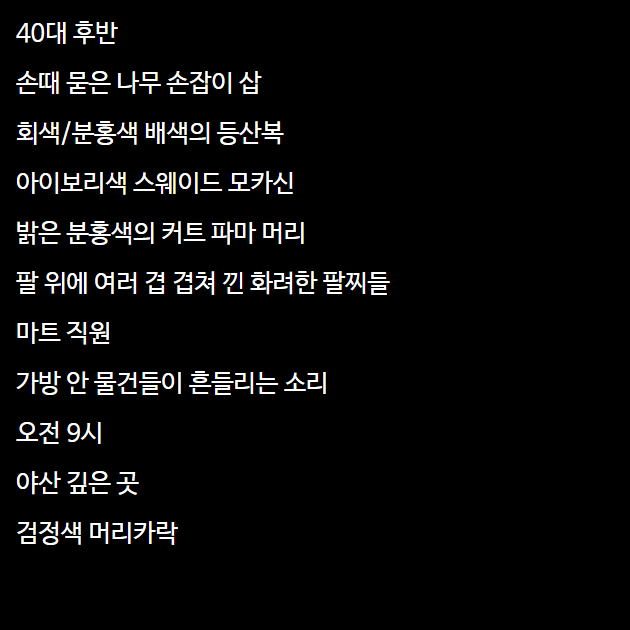 40대 후반
손때 묻은 나무 손잡이 삽
회색/분홍색 배색의 등산복
아이보리색 스웨이드 모카신
밝은 분홍색의 커트 파마 머리
팔 위에 여러 겹 겹쳐 낀 화려한 팔찌들
마트 직원
가방 안 물건들이 흔들리는 소리
오전 9시
야산 깊은 곳
검정색 머리카락